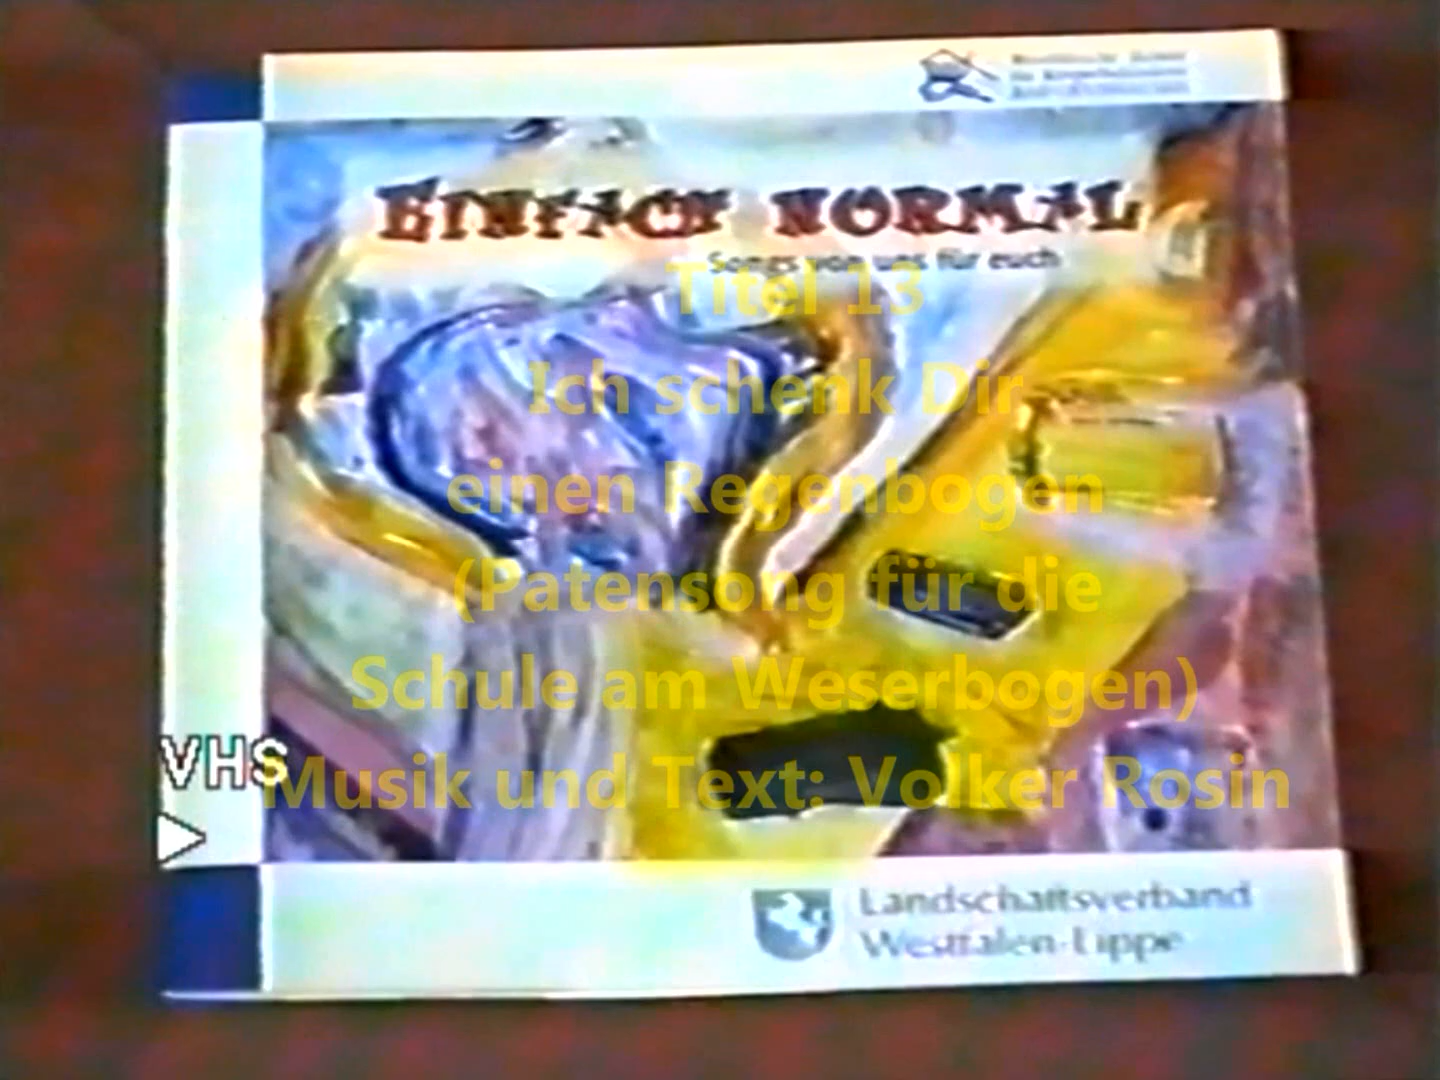 EINFACH NORMAL
Songs von uns für euch
Titel 13
Ich schenk Dir
einen Regenbogen
(Patensong für die
Schule am Weserbogen)
Musik und Text: Volker Rosin
VHS
Landschaftsverband
Westfalen-Lippe